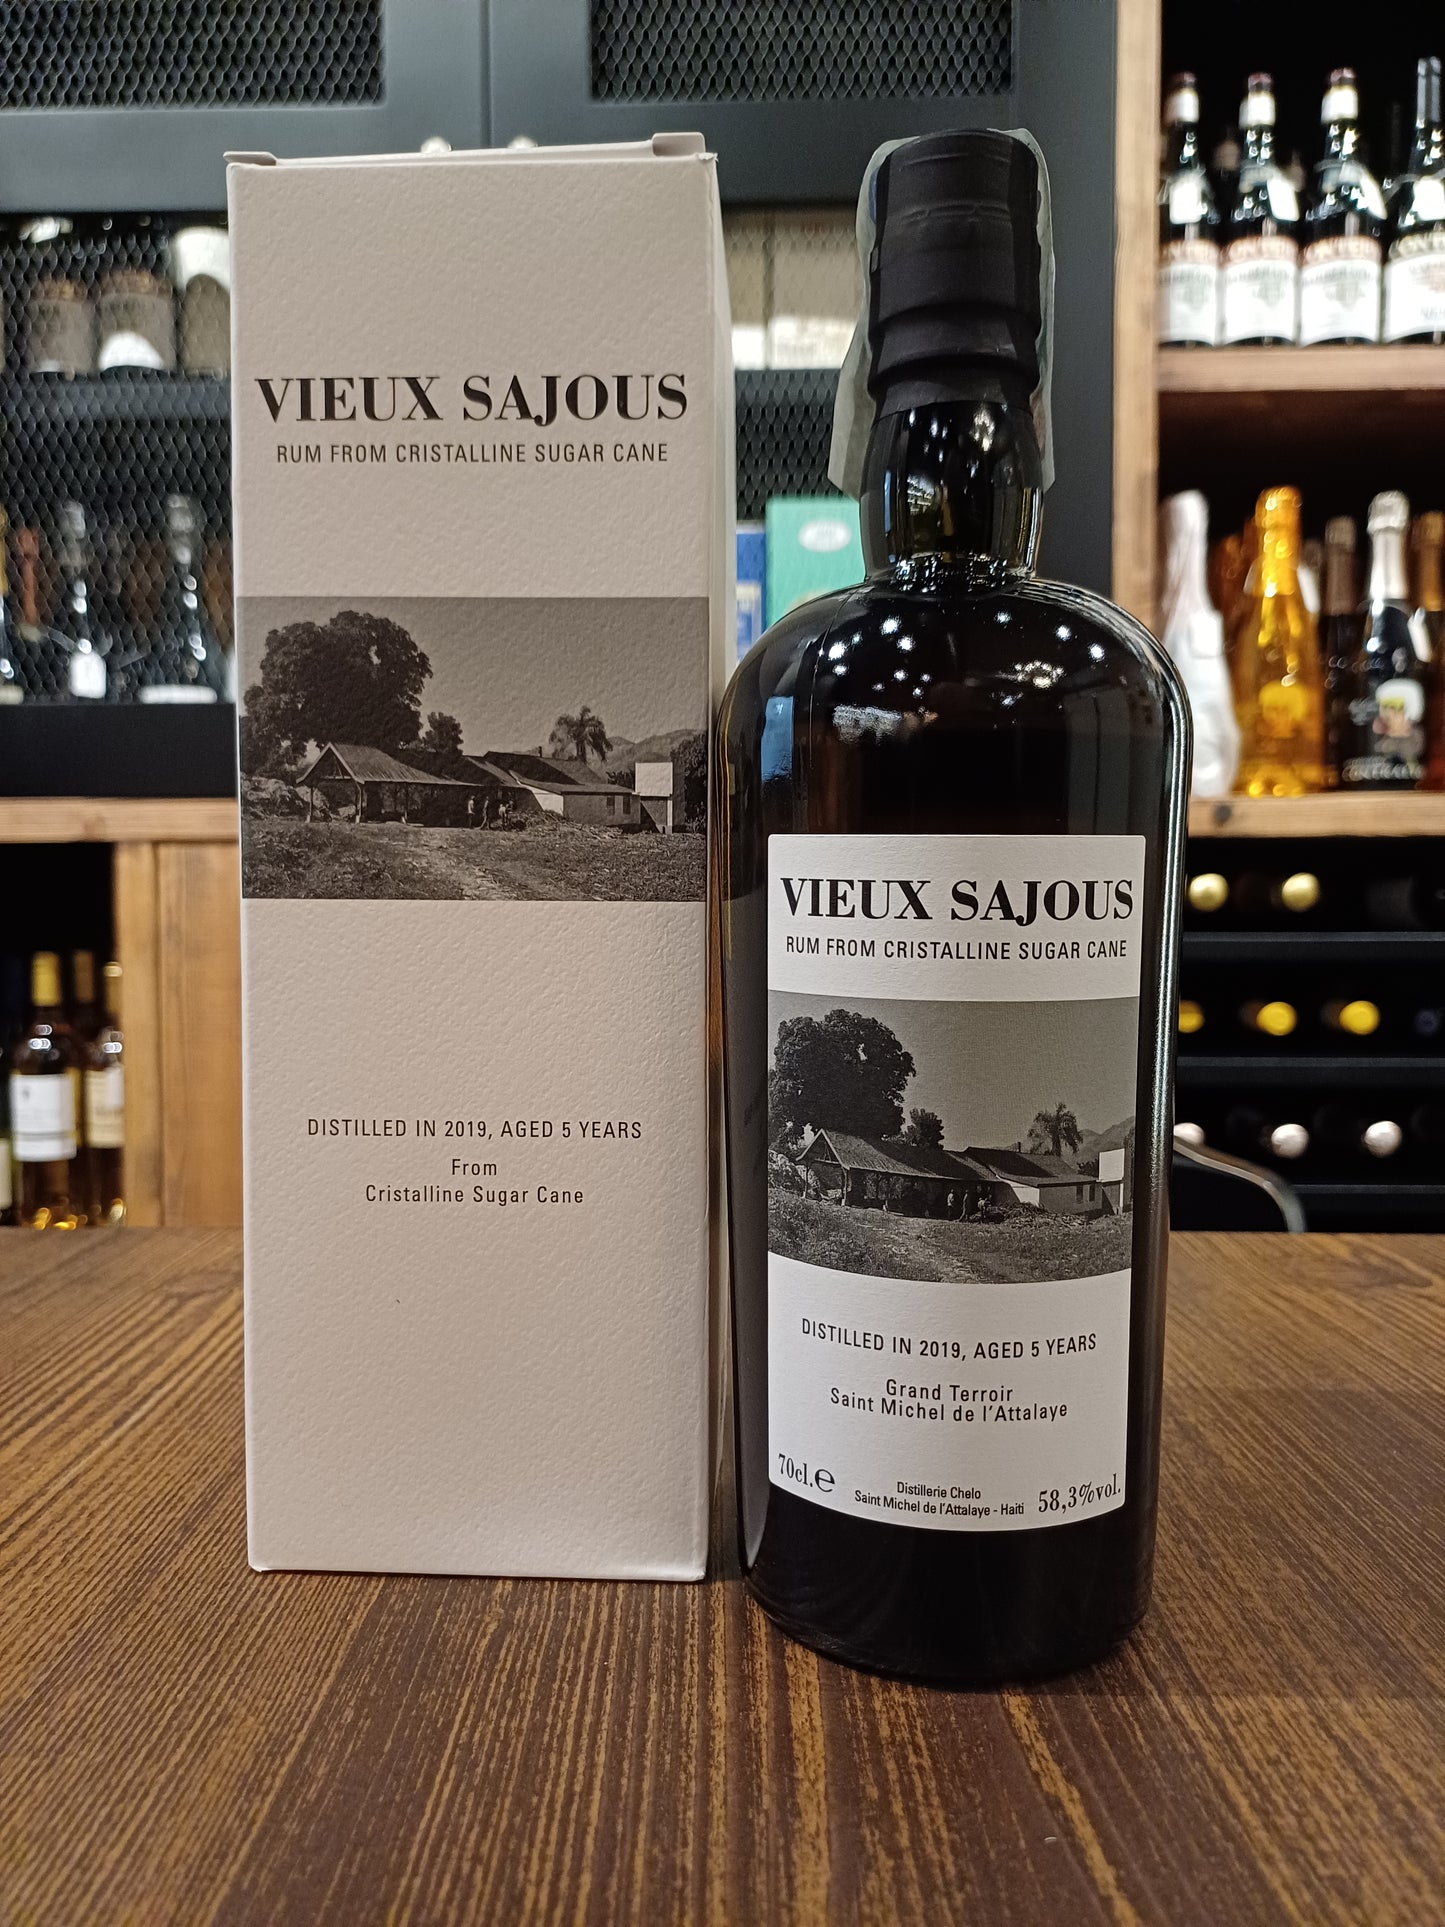 VIEUX SAJOUS
RUM FROM CRISTALLINE SUGAR CANE
DISTILLED IN 2019, AGED 5 YEARS
From
Cristalline Sugar Cane
VIEUX SAJOUS
RUM FROM CRISTALLINE SUGAR CANE
DISTILLED IN 2019, AGED 5 YEARS
Grand Terroir
Saint Michel de l'Attalaye
70cl.℮
Distillerie Chelo
Saint Michel de l'Attalaye - Haïti
58,3%vol.